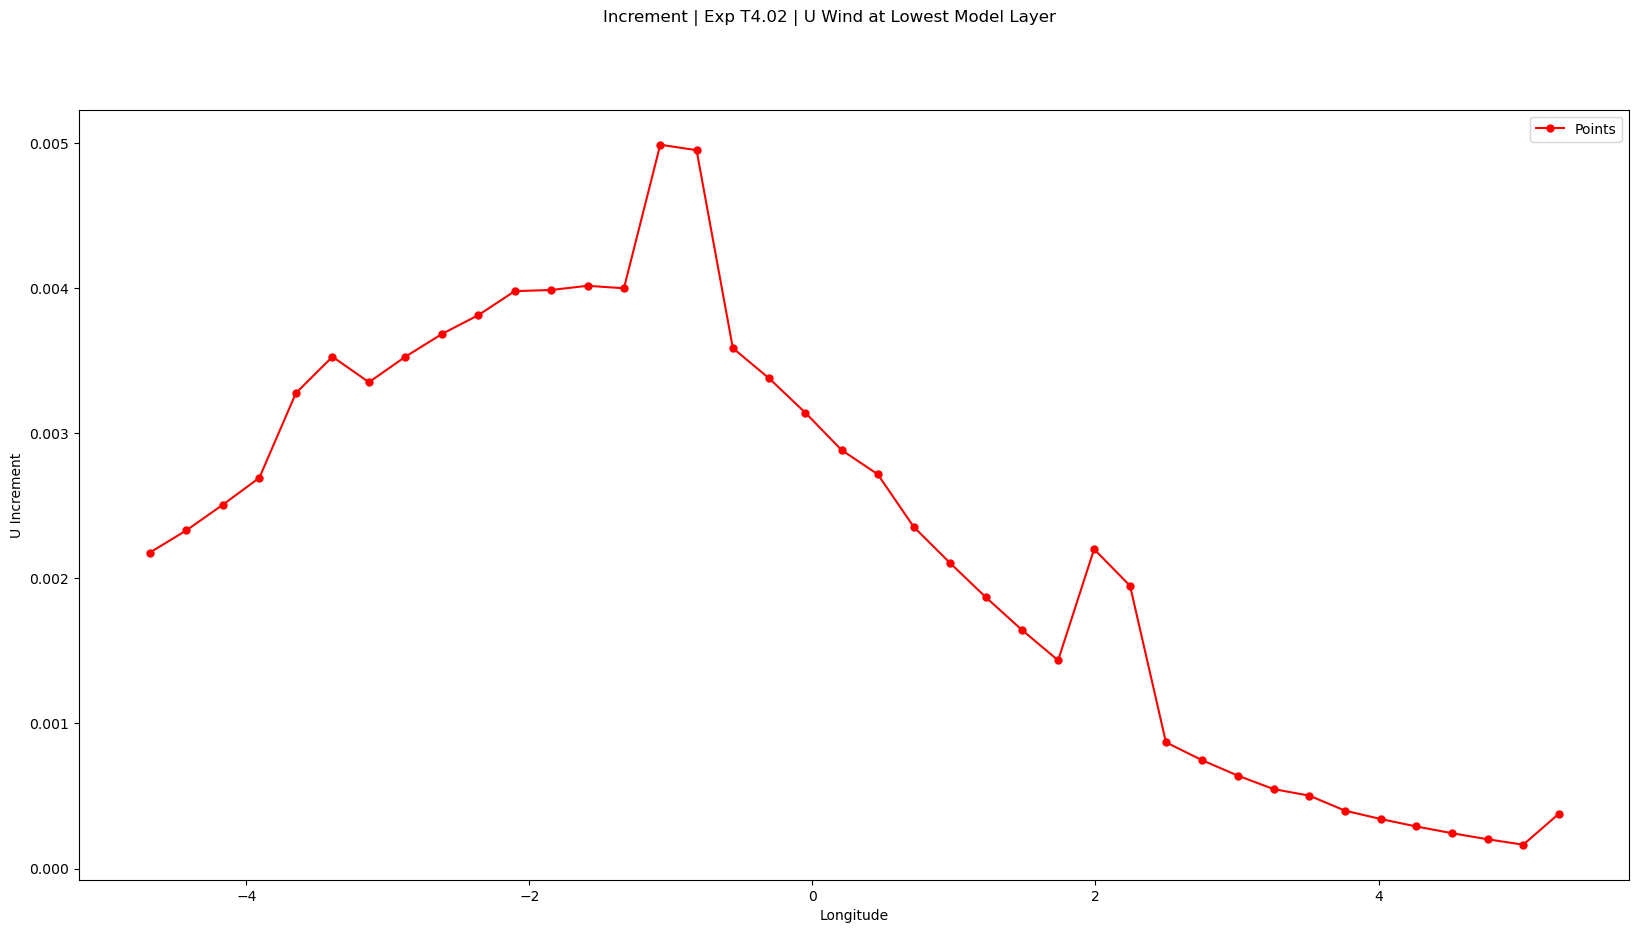 Increment | Exp T4.02 | U Wind at Lowest Model Layer
Points
0.005
0.004
0.003
0.002
0.001
0.000
U Increment
−4
−2
0
2
4
Longitude